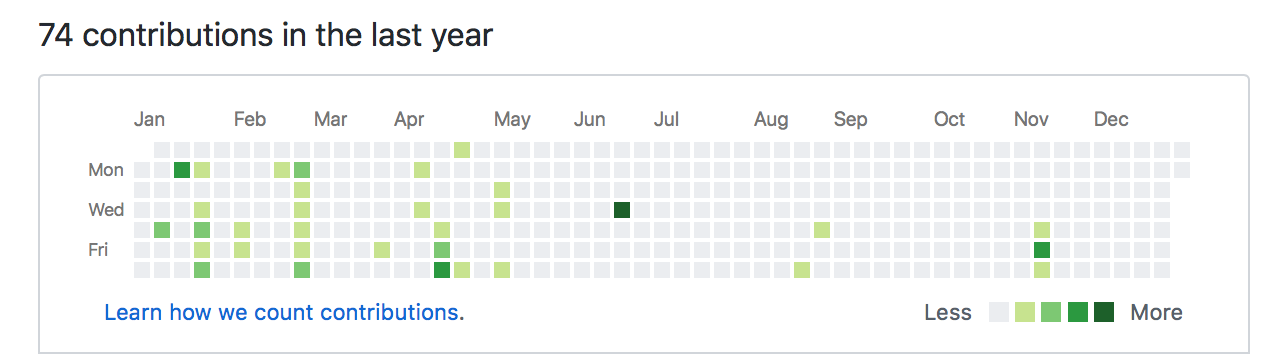 74 contributions in the last year
Jan Feb Mar Apr May Jun Jul Aug Sep Oct Nov Dec
Mon
Wed
Fri
Learn how we count contributions. Less More